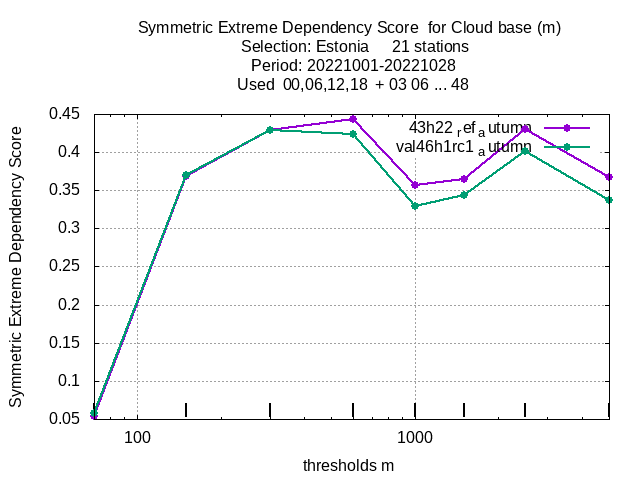 Symmetric Extreme Dependency Score  for Cloud base (m)
Selection: Estonia     21 stations
Period: 20221001-20221028
Used  00,06,12,18  + 03 06 ... 48
Symmetric Extreme Dependency Score
0.45
0.4
0.35
0.3
0.25
0.2
0.15
0.1
0.05
43h22 ref autumn
val46h1rc1 autumn
100
1000
thresholds m